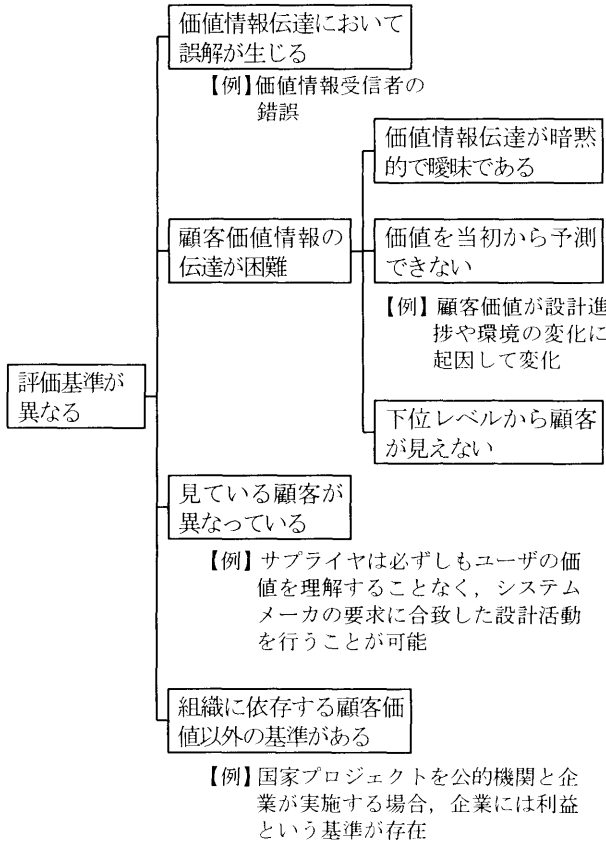 価値情報伝達において
誤解が生じる
【例】価値情報受信者の
錯誤
価値情報伝達が暗黙
的で曖昧である
顧客価値情報の
伝達が困難
価値を当初から予測
できない
【例】顧客価値が設計進
捗や環境の変化に
起因して変化
評価基準が
異なる
下位レベルから顧客
が見えない
見ている顧客が
異なっている
【例】サプライヤは必ずしもユーザの価
値を理解することなく，システム
メーカの要求に合致した設計活動
を行うことが可能
組織に依存する顧客価
値以外の基準がある
【例】国家プロジェクトを公的機関と企
業が実施する場合，企業には利益
という基準が存在